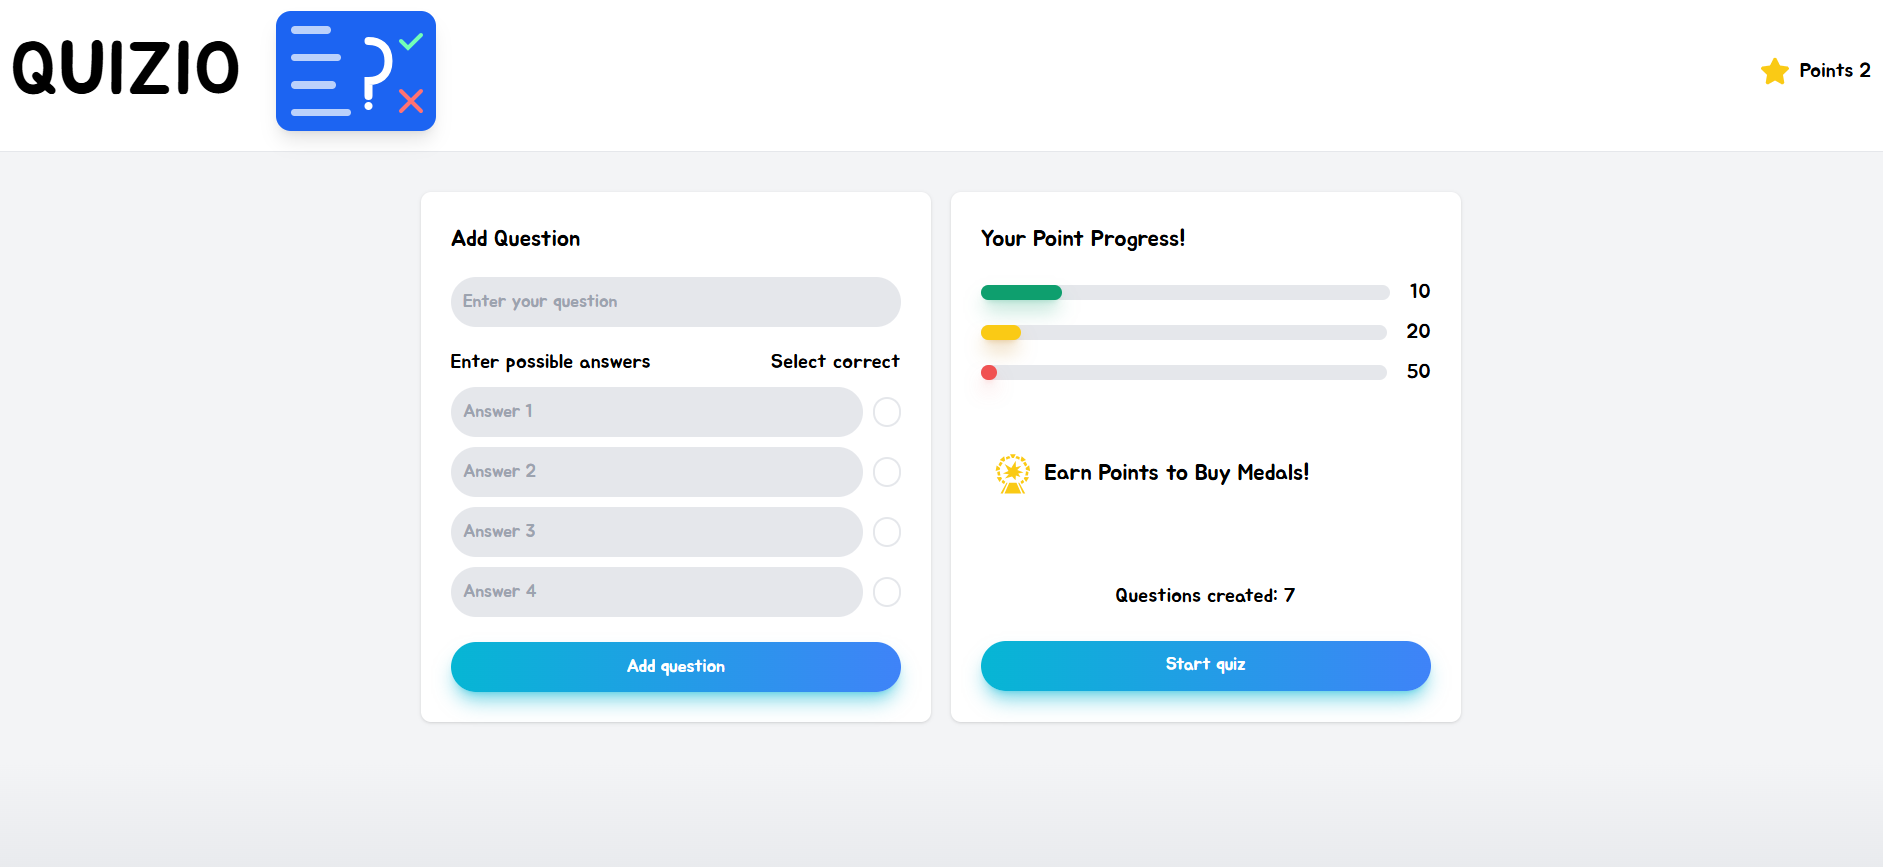 QUIZIO
Points 2
Add Question
Enter your question
Enter possible answers
Select correct
Answer 1
Answer 2
Answer 3
Answer 4
Add question
Your Point Progress!
10
20
50
Earn Points to Buy Medals!
Questions created: 7
Start quiz